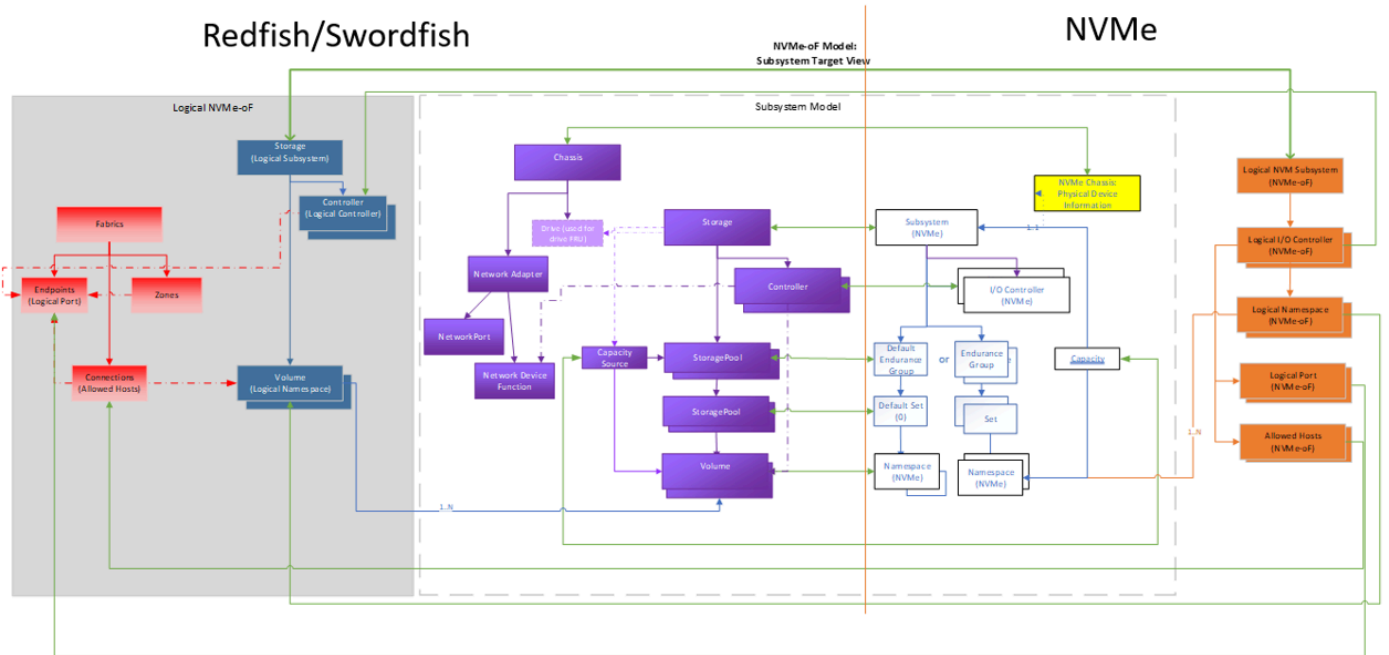 Redfish/Swordfish
NVMe
NVMe-oF Model:
Subsystem Target View
Logical NVMe-oF
Subsystem Model
Storage
(Logical Subsystem)
Controller
(Logical Controller)
Fabrics
Endpoints
(Logical Port)
Zones
Connections
(Allowed Hosts)
Volume
(Logical Namespace)
1..N
Chassis
Drive (used for
drive FRU)
Network Adapter
NetworkPort
Network Device
Function
Storage
Controller
Capacity
Source
StoragePool
StoragePool
Volume
NVMe Chassis:
Physical Device
Information
1..1
Subsystem
(NVMe)
I/O Controller
(NVMe)
Default
Endurance
Group
or
Endurance
Group
Capacity
Default Set
(0)
Set
Namespace
(NVMe)
Namespace
(NVMe)
1..N
Logical NVM Subsystem
(NVMe-oF)
Logical I/O Controller
(NVMe-oF)
Logical Namespace
(NVMe-oF)
Logical Port
(NVMe-oF)
Allowed Hosts
(NVMe-oF)